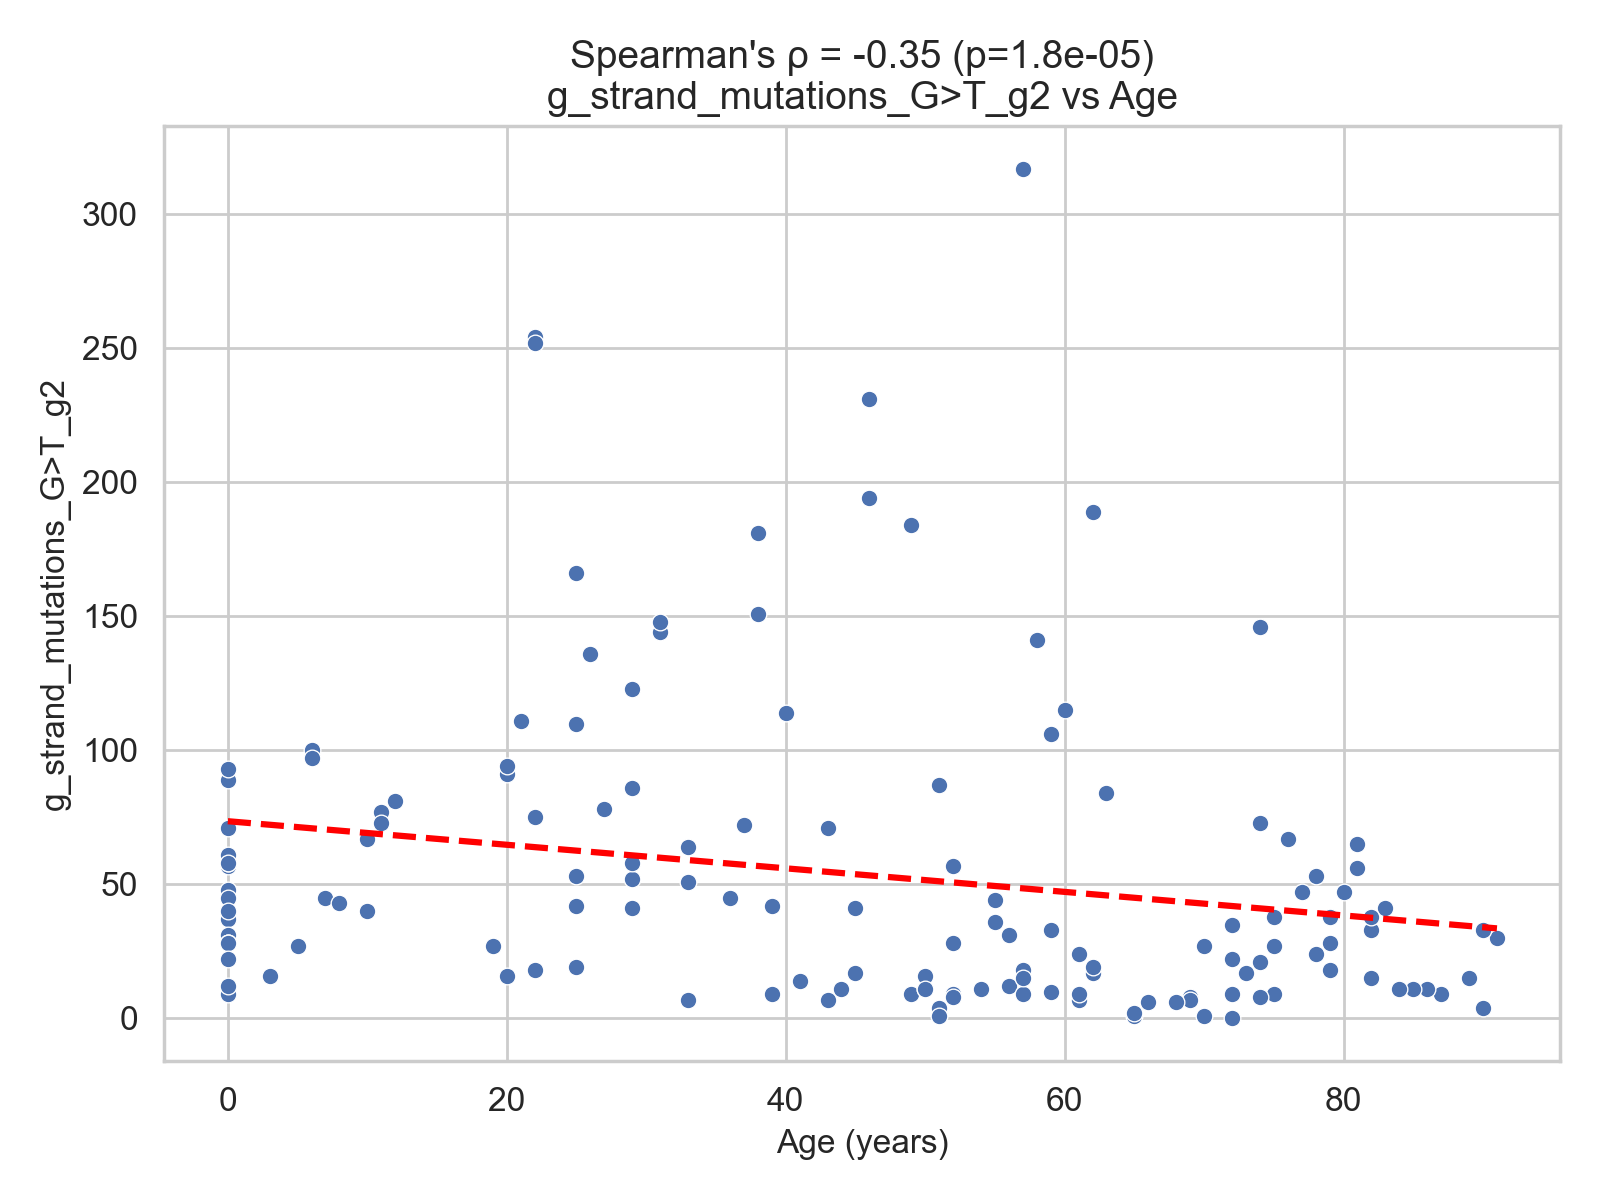 Spearman's ρ = -0.35 (p=1.8e-05)
g_strand_mutations_G>T_g2 vs Age
g_strand_mutations_G>T_g2
300
250
200
150
100
50
0
0 20 40 60 80
Age (years)